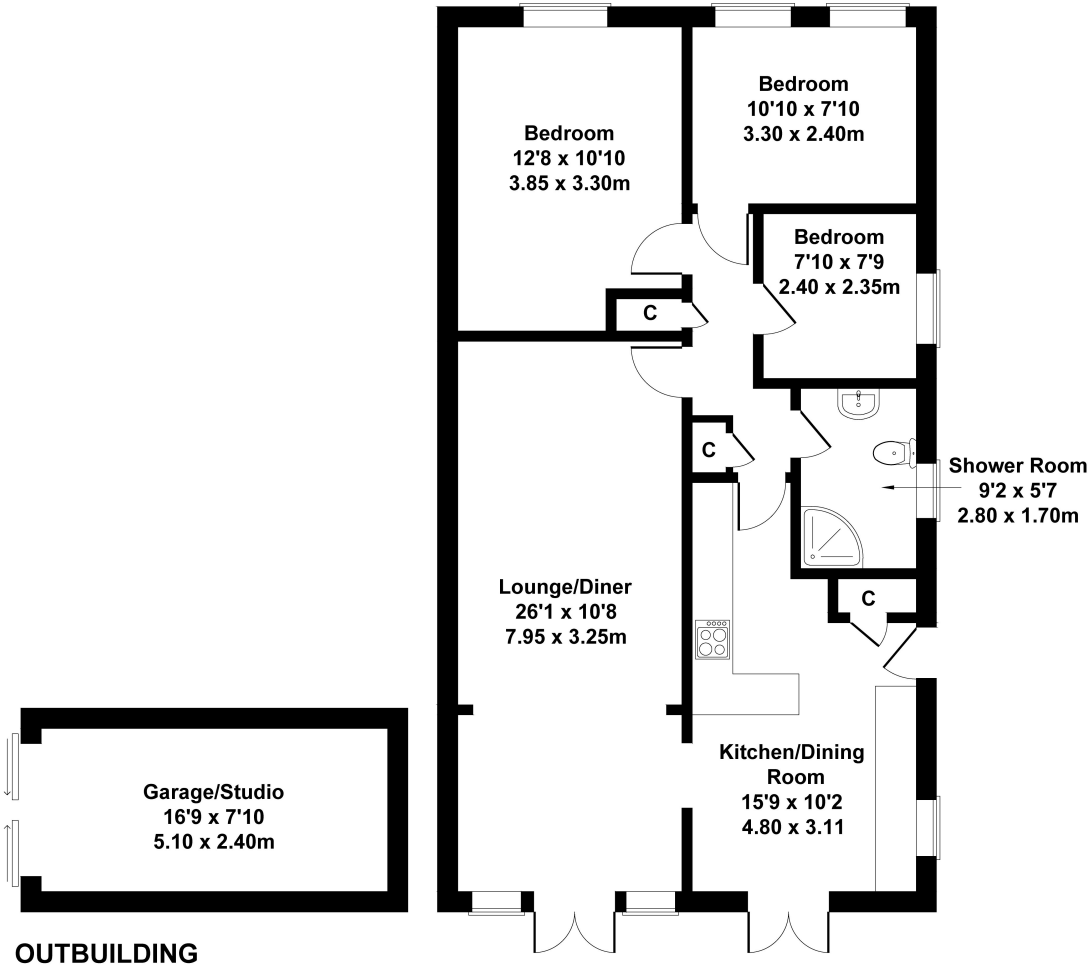 Bedroom
12'8 x 10'10
3.85 x 3.30m
Bedroom
10'10 x 7'10
3.30 x 2.40m
Bedroom
7'10 x 7'9
2.40 x 2.35m
C
C
Shower Room
9'2 x 5'7
2.80 x 1.70m
Lounge/Diner
26'1 x 10'8
7.95 x 3.25m
C
Kitchen/Dining
Room
15'9 x 10'2
4.80 x 3.11
Garage/Studio
16'9 x 7'10
5.10 x 2.40m
OUTBUILDING